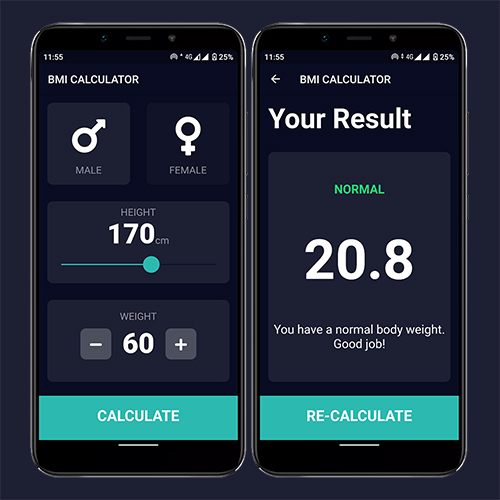 11:55
4G 25%
BMI CALCULATOR
MALE
FEMALE
HEIGHT
170cm
WEIGHT
− 60 +
CALCULATE
11:55
4G 25%
BMI CALCULATOR
Your Result
NORMAL
20.8
You have a normal body weight.
Good job!
RE-CALCULATE